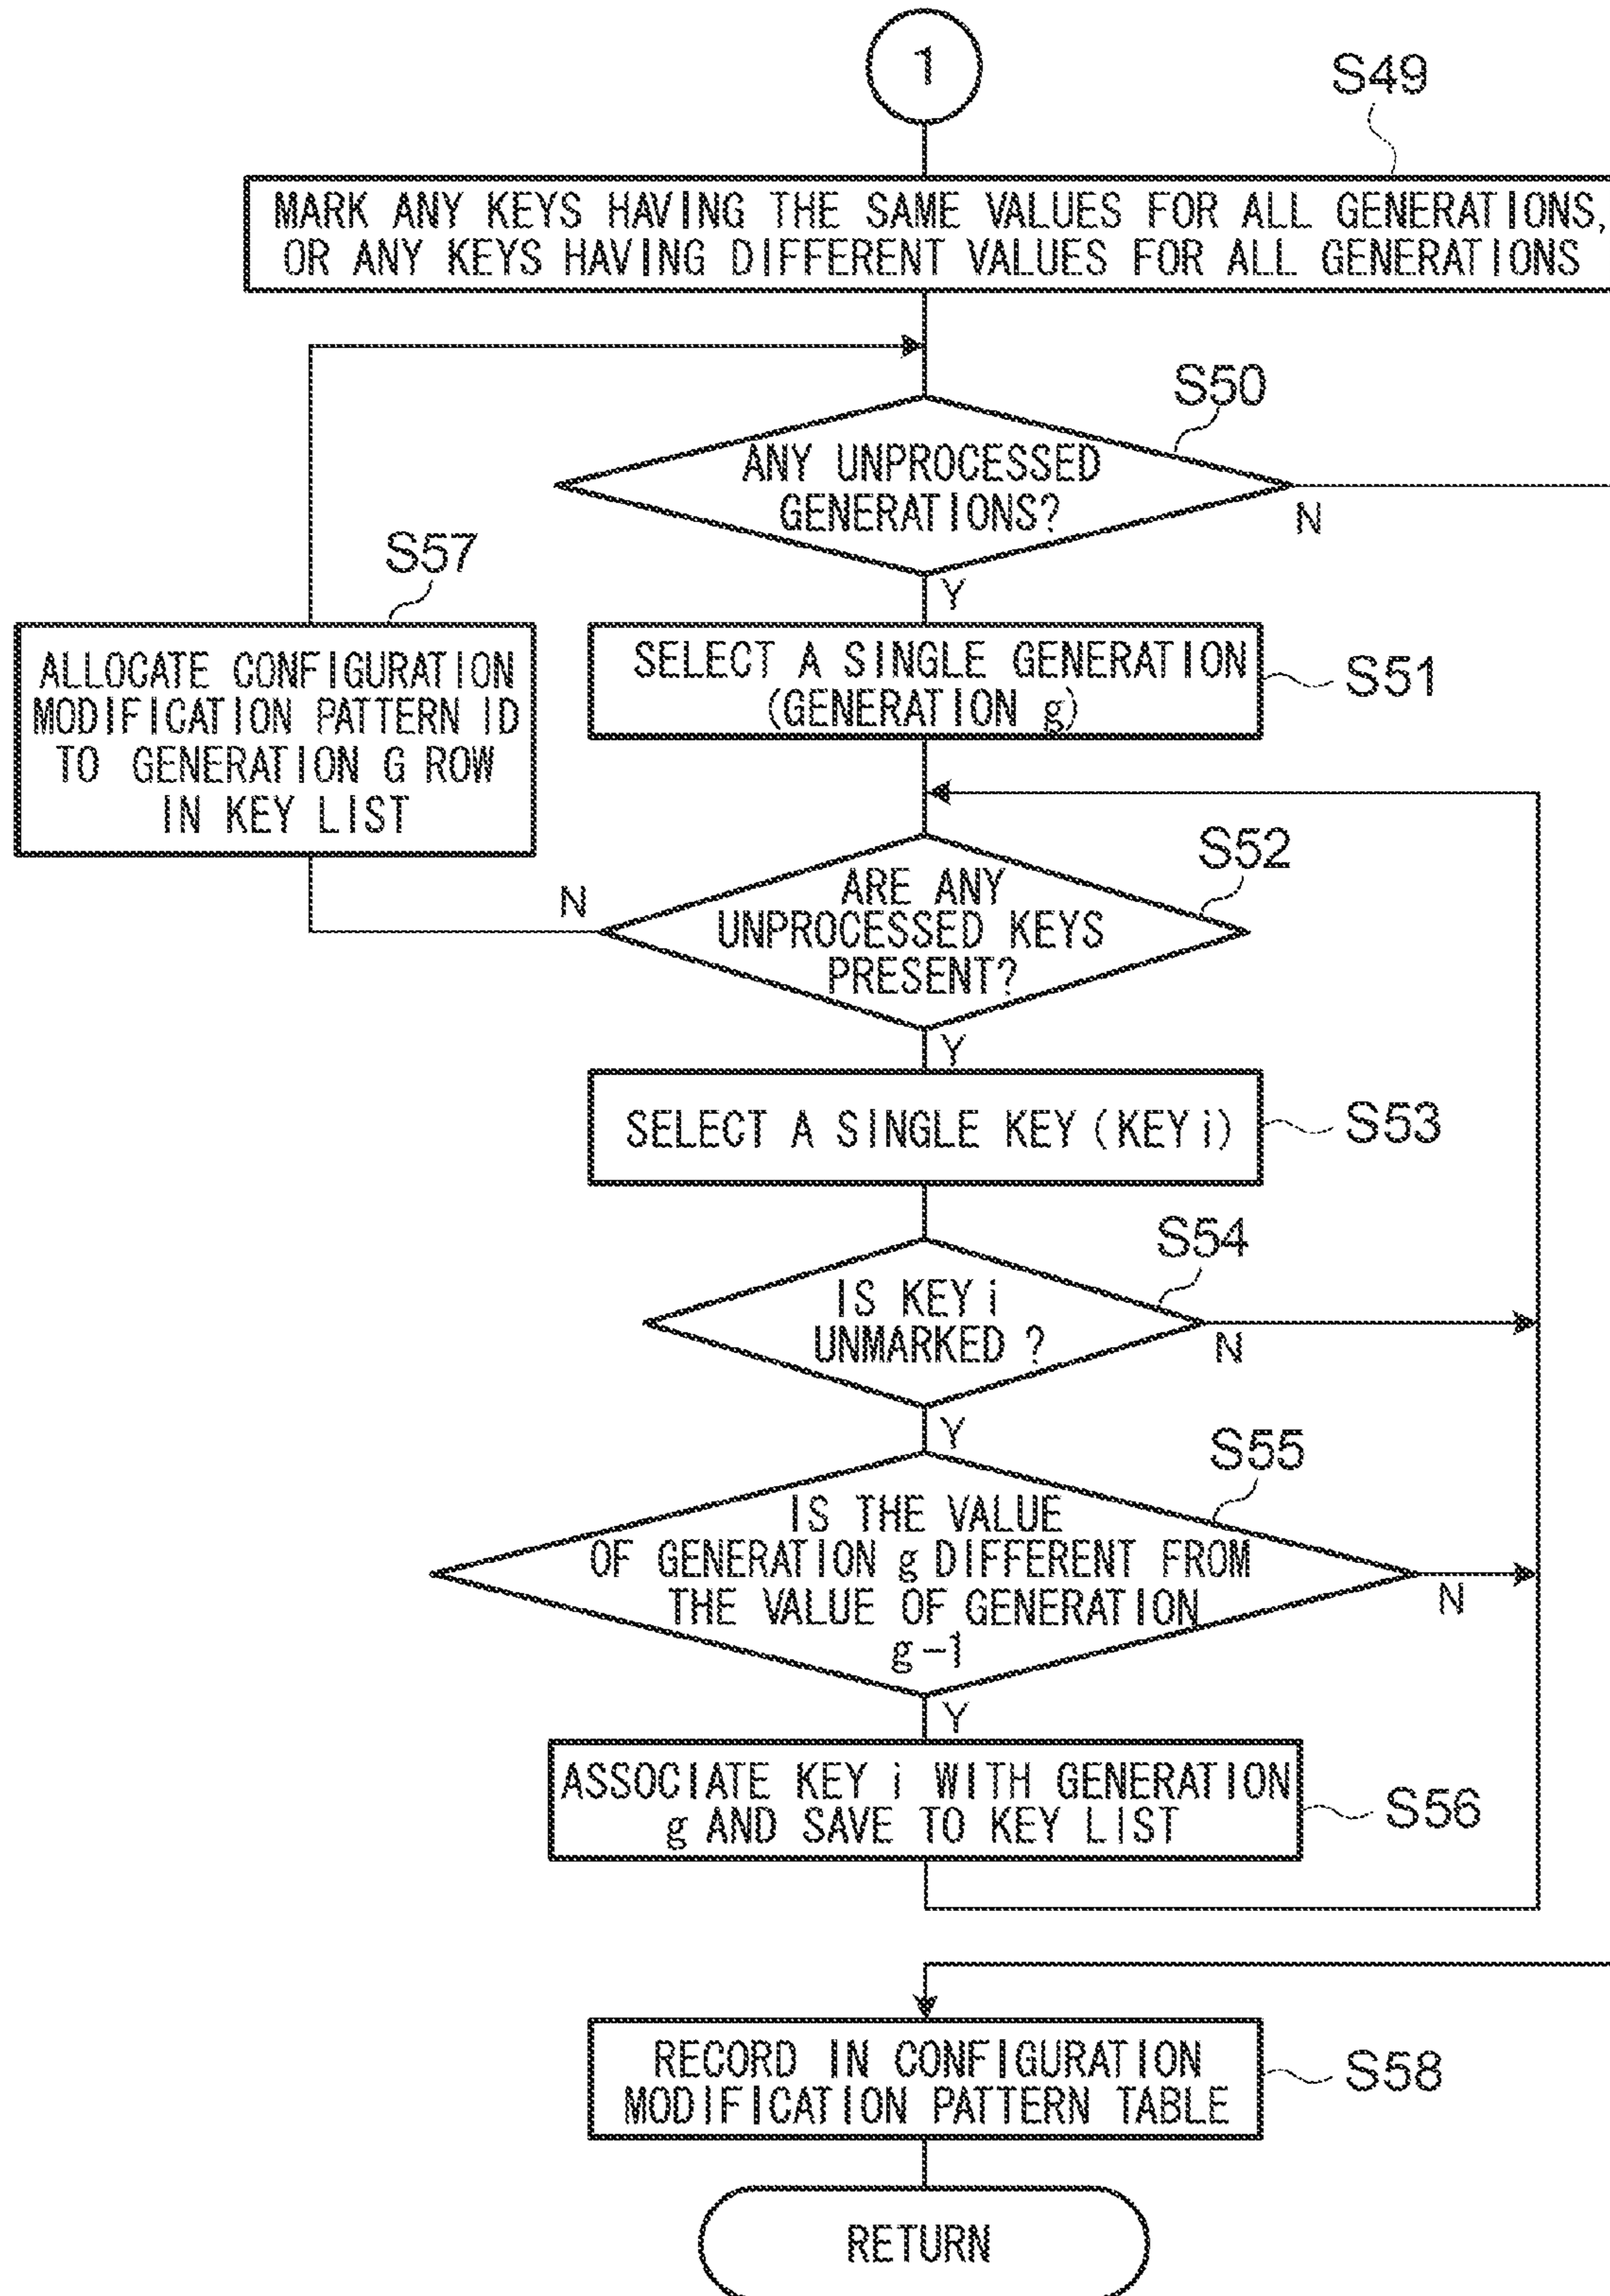 1
S49
MARK ANY KEYS HAVING THE SAME VALUES FOR ALL GENERATIONS,
OR ANY KEYS HAVING DIFFERENT VALUES FOR ALL GENERATIONS
S50
ANY UNPROCESSED
GENERATIONS?
N
Y
S57
ALLOCATE CONFIGURATION
MODIFICATION PATTERN ID
TO GENERATION G ROW
IN KEY LIST
SELECT A SINGLE GENERATION
(GENERATION g)
S51
S52
ARE ANY
UNPROCESSED KEYS
PRESENT?
N
Y
SELECT A SINGLE KEY (KEY i)
S53
S54
IS KEY i
UNMARKED ?
N
Y
S55
IS THE VALUE
OF GENERATION g DIFFERENT FROM
THE VALUE OF GENERATION
g-1
N
Y
ASSOCIATE KEY i WITH GENERATION
g AND SAVE TO KEY LIST
S56
RECORD IN CONFIGURATION
MODIFICATION PATTERN TABLE
S58
RETURN